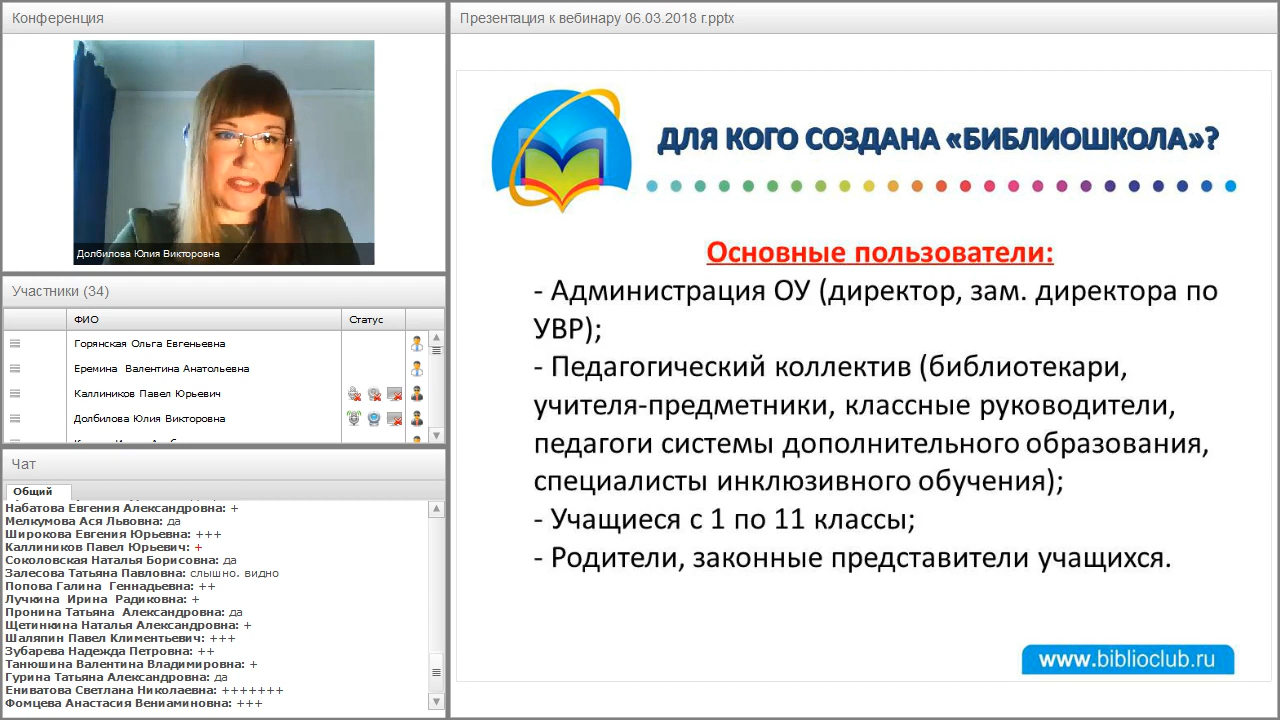 Конференция
Долбилова Юлия Викторовна
Участники (34)
ФИО Статус
Горянская Ольга Евгеньевна
Еремина Валентина Анатольевна
Каллиников Павел Юрьевич
Долбилова Юлия Викторовна
Чат
Общий
Набатова Евгения Александровна: +
Мелкумова Ася Львовна: да
Широкова Евгения Юрьевна: +++
Каллиников Павел Юрьевич: +
Соколовская Наталья Борисовна: да
Залесова Татьяна Павловна: слышно. видно
Попова Галина Геннадьевна: ++
Лучкина Ирина Радиковна: +
Пронина Татьяна Александровна: да
Щетинкина Наталья Александровна: +
Шаляпин Павел Климентьевич: +++
Зубарева Надежда Петровна: ++
Танюшина Валентина Владимировна: +
Гурина Татьяна Александровна: да
Ениватова Светлана Николаевна: +++++++
Фомцева Анастасия Вениаминовна: +++
Презентация к вебинару 06.03.2018 г.pptx
ДЛЯ КОГО СОЗДАНА «БИБЛИОШКОЛА»?
Основные пользователи:
- Администрация ОУ (директор, зам. директора по
УВР);
- Педагогический коллектив (библиотекари,
учителя-предметники, классные руководители,
педагоги системы дополнительного образования,
специалисты инклюзивного обучения);
- Учащиеся с 1 по 11 классы;
- Родители, законные представители учащихся.
www.biblioclub.ru